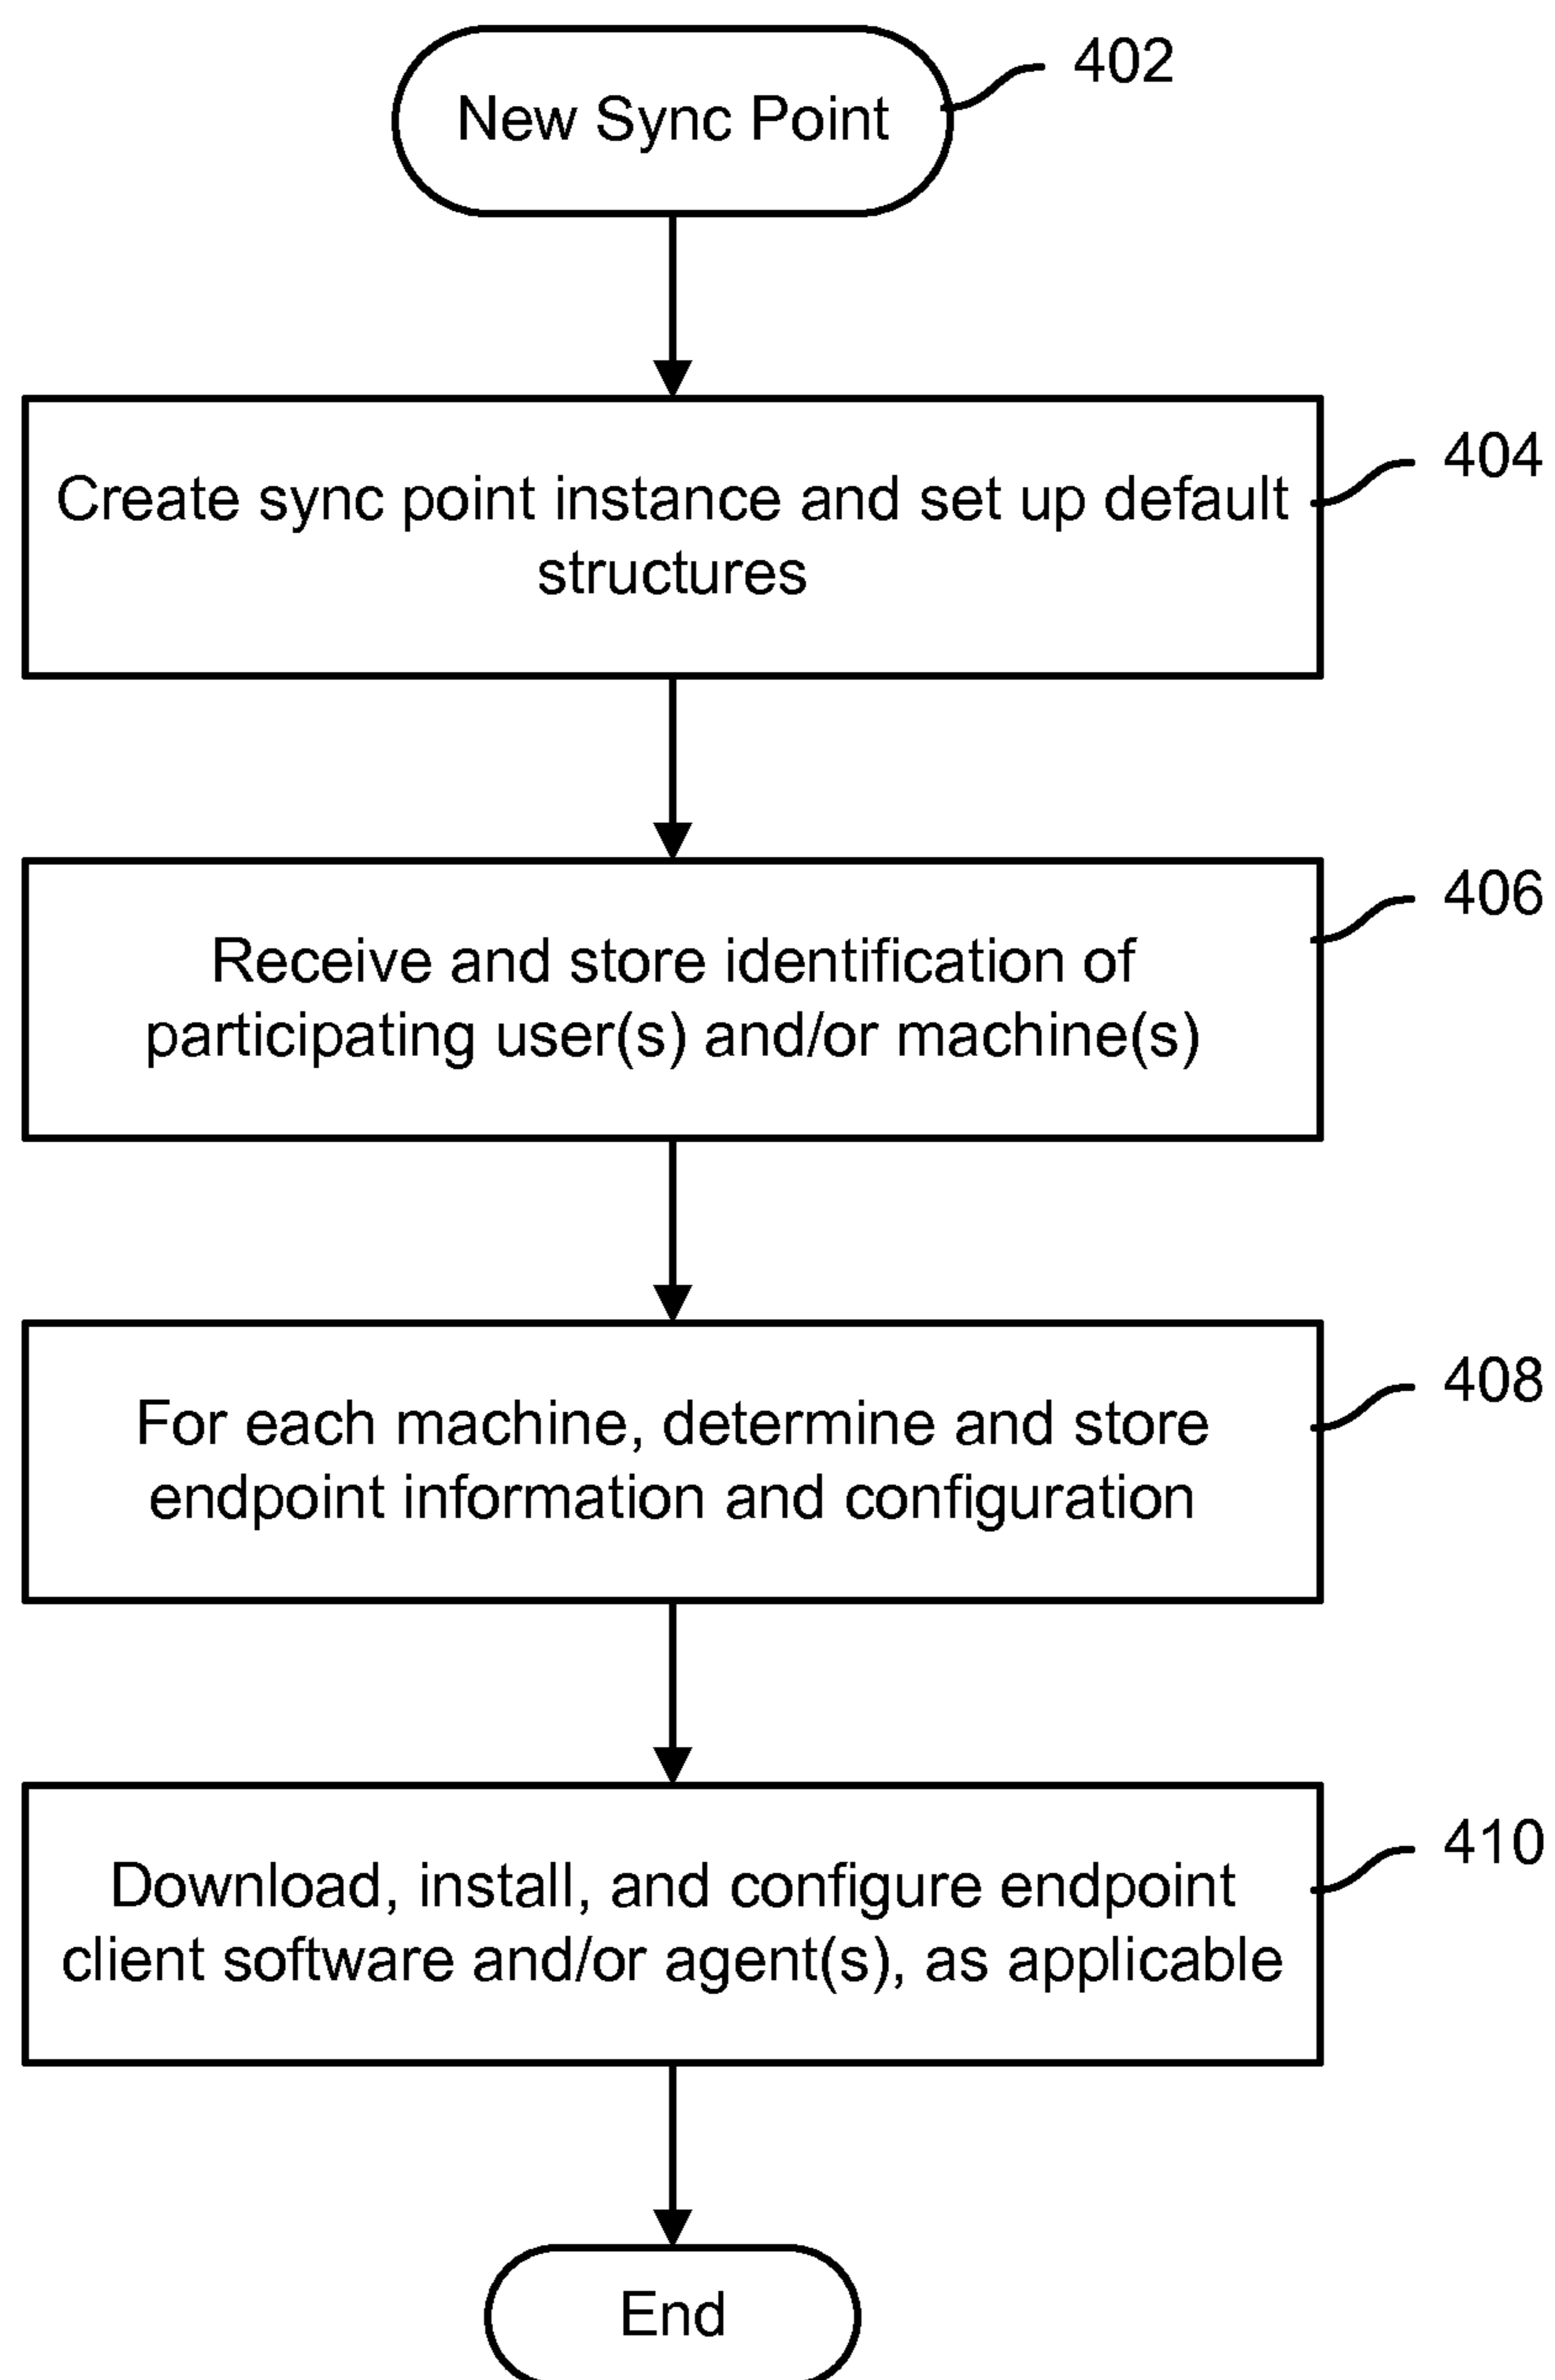 New Sync Point
402
Create sync point instance and set up default
structures
404
Receive and store identification of
participating user(s) and/or machine(s)
406
For each machine, determine and store
endpoint information and configuration
408
Download, install, and configure endpoint
client software and/or agent(s), as applicable
410
End